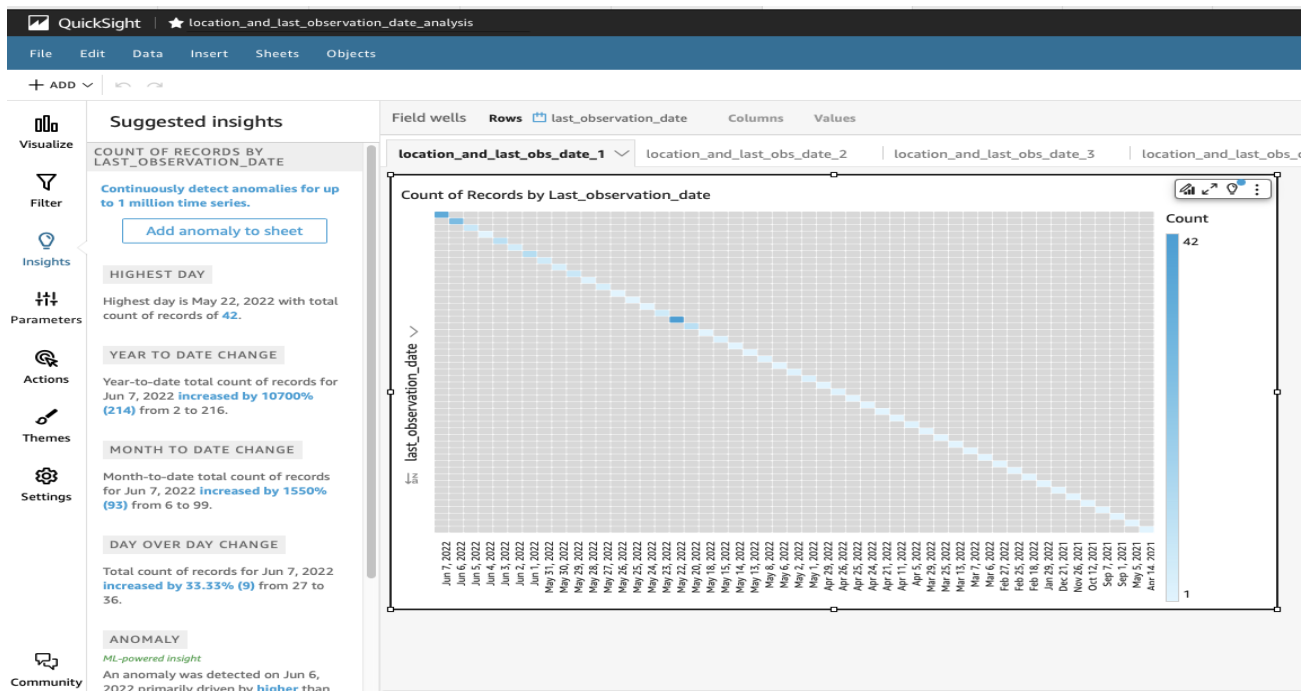 QuickSight
location_and_last_observation_date_analysis
File Edit Data Insert Sheets Objects
ADD
Visualize
Filter
Insights
Parameters
Actions
Themes
Settings
Community
Suggested insights
COUNT OF RECORDS BY
LAST_OBSERVATION_DATE
Continuously detect anomalies for up
to 1 million time series.
Add anomaly to sheet
HIGHEST DAY
Highest day is May 22, 2022 with total
count of records of 42.
YEAR TO DATE CHANGE
Year-to-date total count of records for
Jun 7, 2022 increased by 10700%
(214) from 2 to 216.
MONTH TO DATE CHANGE
Month-to-date total count of records
for Jun 7, 2022 increased by 1550%
(93) from 6 to 99.
DAY OVER DAY CHANGE
Total count of records for Jun 7, 2022
increased by 33.33% (9) from 27 to
36.
ANOMALY
ML-powered insight
An anomaly was detected on Jun 6,
2022 primarily driven by higher than
Field wells Rows last_observation_date Columns Values
location_and_last_obs_date_1 location_and_last_obs_date_2 location_and_last_obs_date_3 location_and_last_obs_
Count of Records by Last_observation_date
Count
42
1
last_observation_date
Jun 7, 2022
Jun 6, 2022
Jun 5, 2022
Jun 4, 2022
Jun 3, 2022
Jun 2, 2022
Jun 1, 2022
May 31, 2022
May 30, 2022
May 29, 2022
May 28, 2022
May 27, 2022
May 26, 2022
May 25, 2022
May 24, 2022
May 23, 2022
May 22, 2022
May 20, 2022
May 18, 2022
May 15, 2022
May 14, 2022
May 13, 2022
May 8, 2022
May 6, 2022
May 2, 2022
May 1, 2022
Apr 29, 2022
Apr 26, 2022
Apr 25, 2022
Apr 24, 2022
Apr 21, 2022
Apr 11, 2022
Apr 5, 2022
Mar 29, 2022
Mar 25, 2022
Mar 13, 2022
Mar 7, 2022
Mar 6, 2022
Feb 27, 2022
Feb 25, 2022
Feb 18, 2022
Jan 29, 2022
Dec 21, 2021
Nov 26, 2021
Oct 12, 2021
Sep 7, 2021
Sep 1, 2021
May 5, 2021
Apr 14, 2021